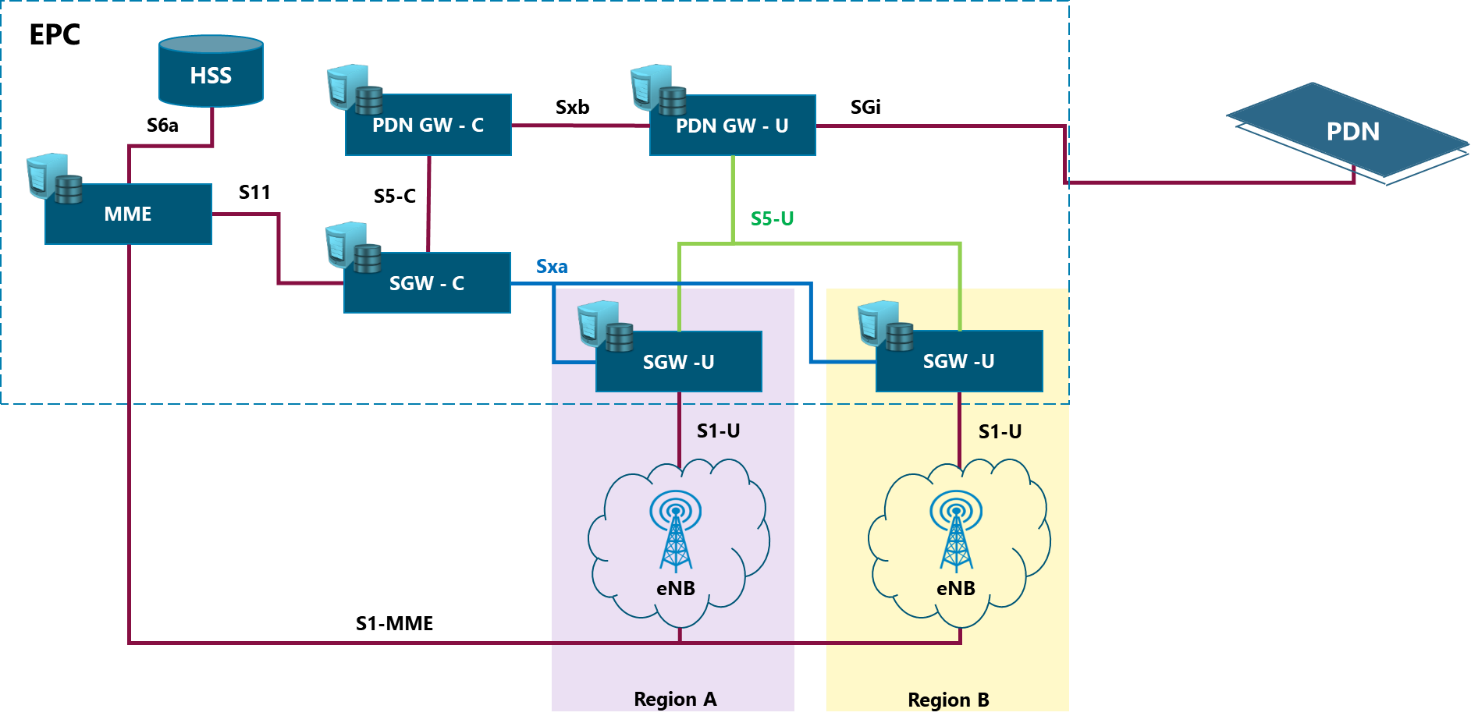 EPC
HSS
S6a
PDN GW - C
Sxb
PDN GW - U
SGi
PDN
MME
S11
S5-C
S5-U
SGW - C
Sxa
SGW -U
SGW -U
S1-U
S1-U
eNB
eNB
S1-MME
Region A
Region B